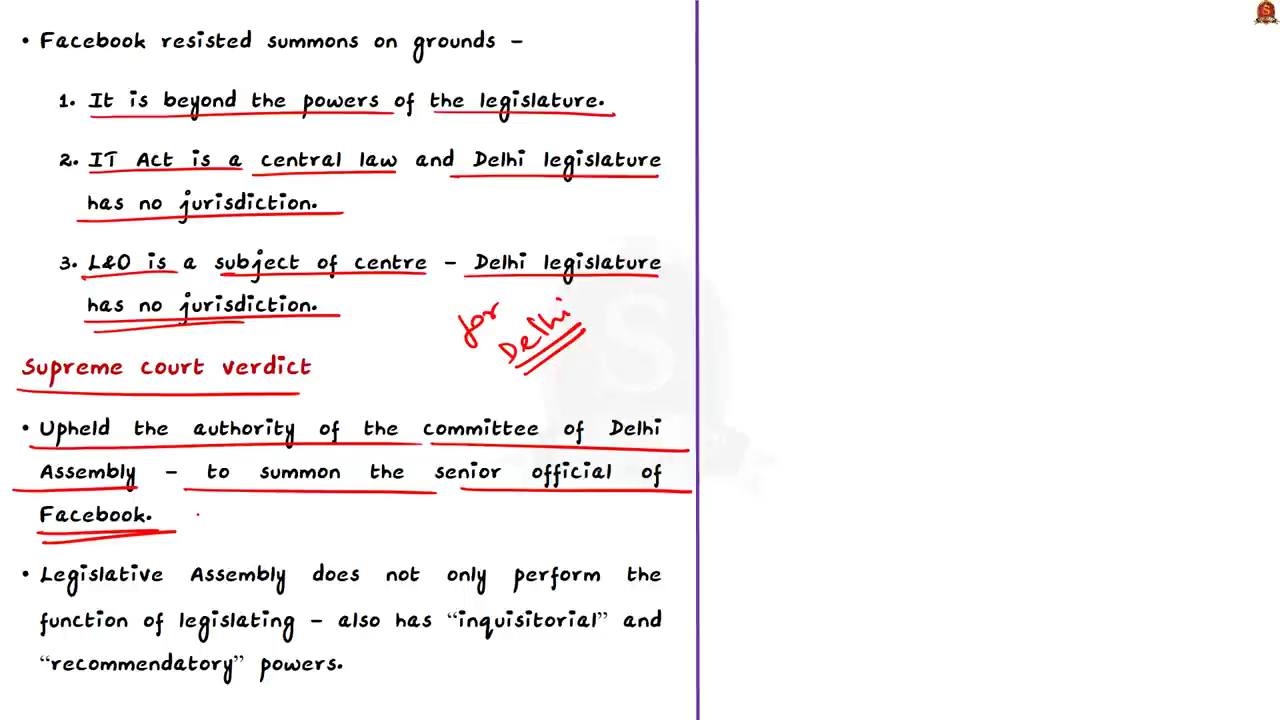 • Facebook resisted summons on grounds –
1. It is beyond the powers of the legislature.
2. IT Act is a central law and Delhi legislature
has no jurisdiction.
3. L&O is a subject of centre – Delhi legislature
has no jurisdiction.
for
Delhi
Supreme court verdict
• Upheld the authority of the committee of Delhi
Assembly – to summon the senior official of
Facebook.
• Legislative Assembly does not only perform the
function of legislating – also has “inquisitorial” and
“recommendatory” powers.